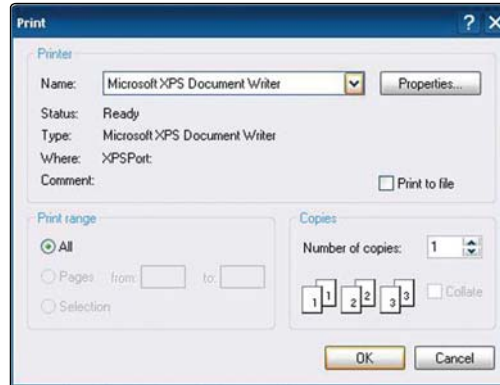 Print
Printer
Name: Microsoft XPS Document Writer Properties...
Status: Ready
Type: Microsoft XPS Document Writer
Where: XPSPort:
Comment: Print to file
Print range
All
Pages from: to:
Selection
Copies
Number of copies: 1
1 1 2 2 3 3 Collate
OK Cancel